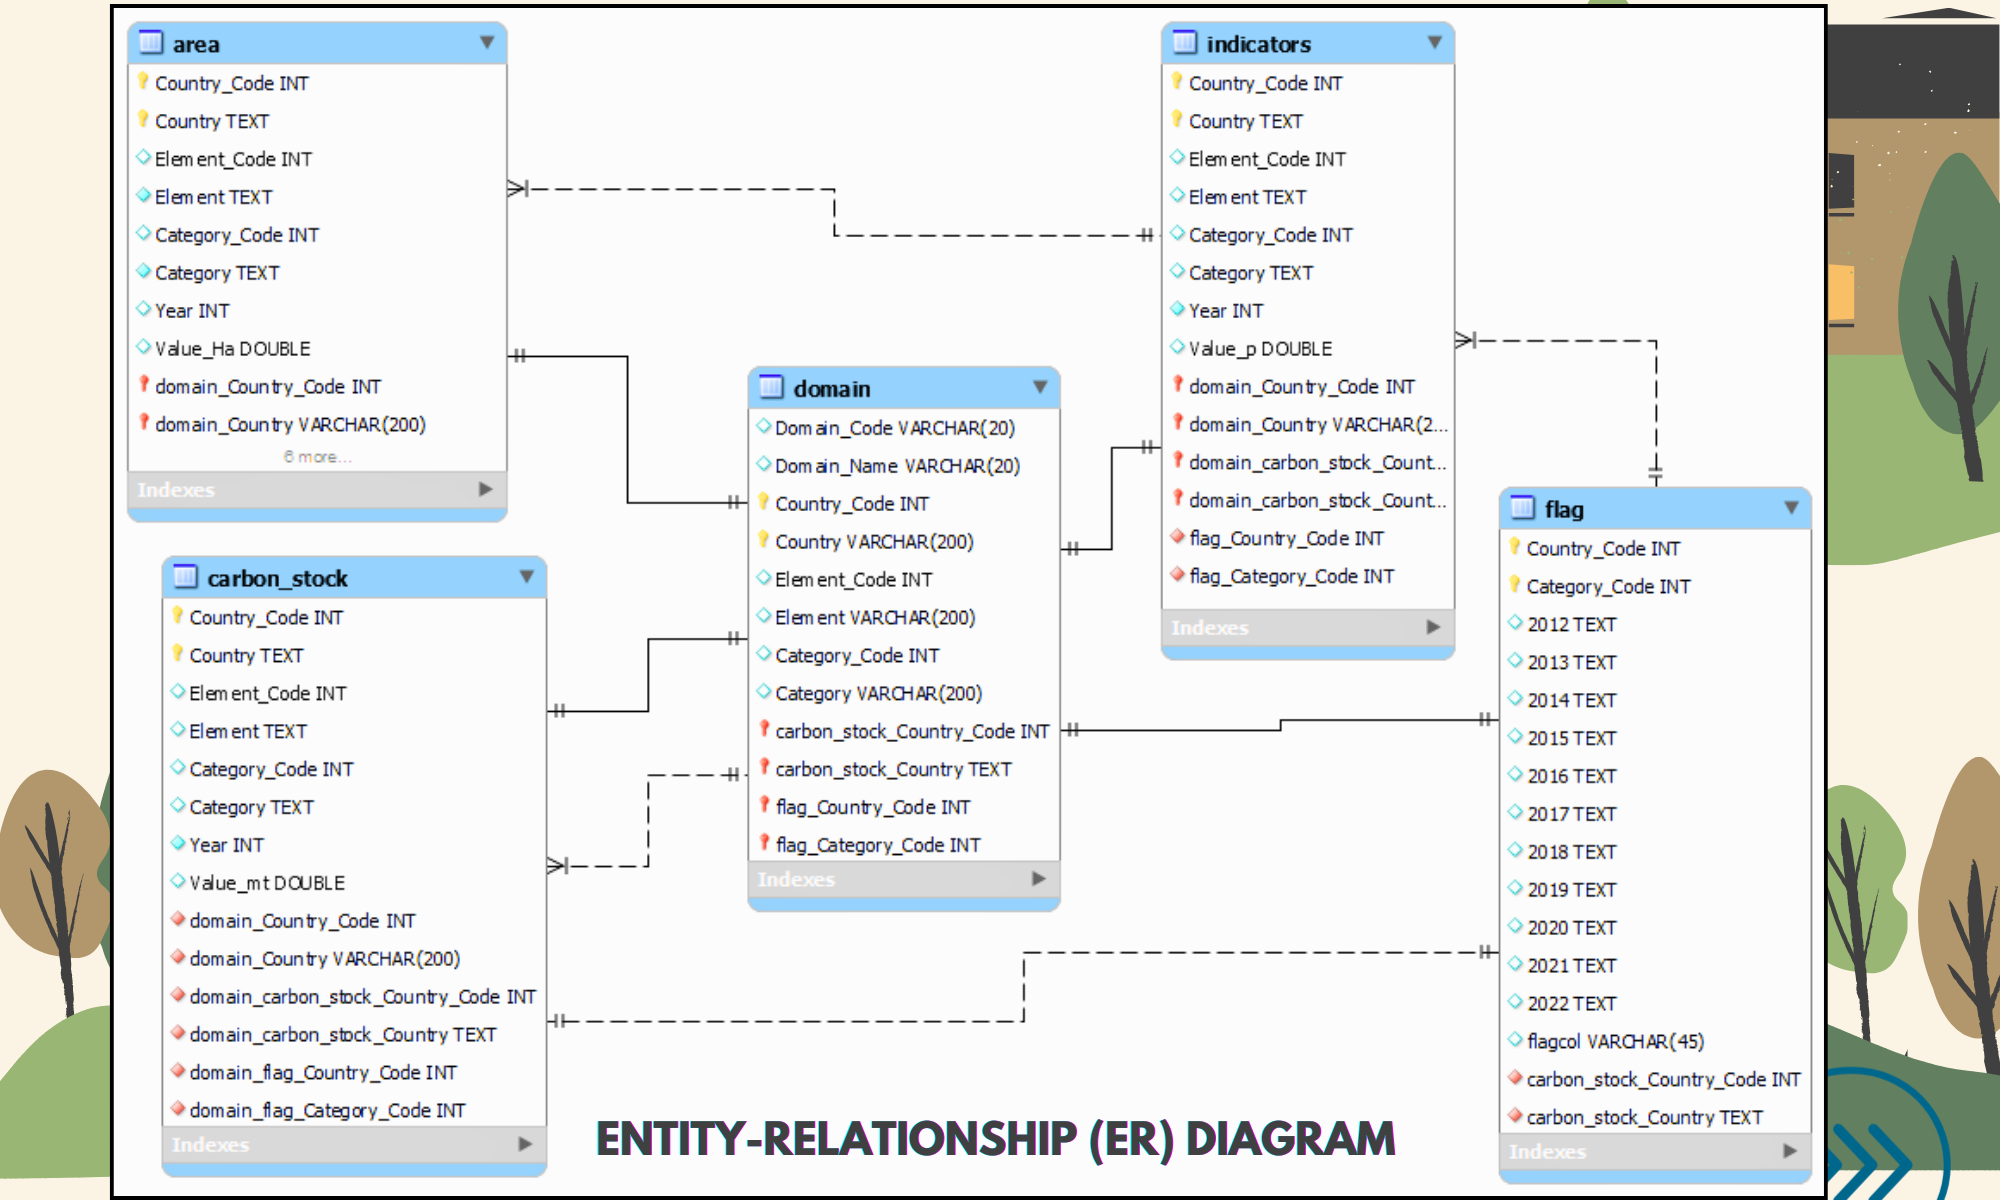 area
Country_Code INT
Country TEXT
Element_Code INT
Element TEXT
Category_Code INT
Category TEXT
Year INT
Value_Ha DOUBLE
domain_Country_Code INT
domain_Country VARCHAR(200)
6 more...
Indexes
carbon_stock
Country_Code INT
Country TEXT
Element_Code INT
Element TEXT
Category_Code INT
Category TEXT
Year INT
Value_mt DOUBLE
domain_Country_Code INT
domain_Country VARCHAR(200)
domain_carbon_stock_Country_Code INT
domain_carbon_stock_Country TEXT
domain_flag_Country_Code INT
domain_flag_Category_Code INT
Indexes
domain
Domain_Code VARCHAR(20)
Domain_Name VARCHAR(20)
Country_Code INT
Country VARCHAR(200)
Element_Code INT
Element VARCHAR(200)
Category_Code INT
Category VARCHAR(200)
carbon_stock_Country_Code INT
carbon_stock_Country TEXT
flag_Country_Code INT
flag_Category_Code INT
Indexes
indicators
Country_Code INT
Country TEXT
Element_Code INT
Element TEXT
Category_Code INT
Category TEXT
Year INT
Value_p DOUBLE
domain_Country_Code INT
domain_Country VARCHAR(2...
domain_carbon_stock_Count...
domain_carbon_stock_Count...
flag_Country_Code INT
flag_Category_Code INT
Indexes
flag
Country_Code INT
Category_Code INT
2012 TEXT
2013 TEXT
2014 TEXT
2015 TEXT
2016 TEXT
2017 TEXT
2018 TEXT
2019 TEXT
2020 TEXT
2021 TEXT
2022 TEXT
flagcol VARCHAR(45)
carbon_stock_Country_Code INT
carbon_stock_Country TEXT
Indexes
ENTITY-RELATIONSHIP (ER) DIAGRAM